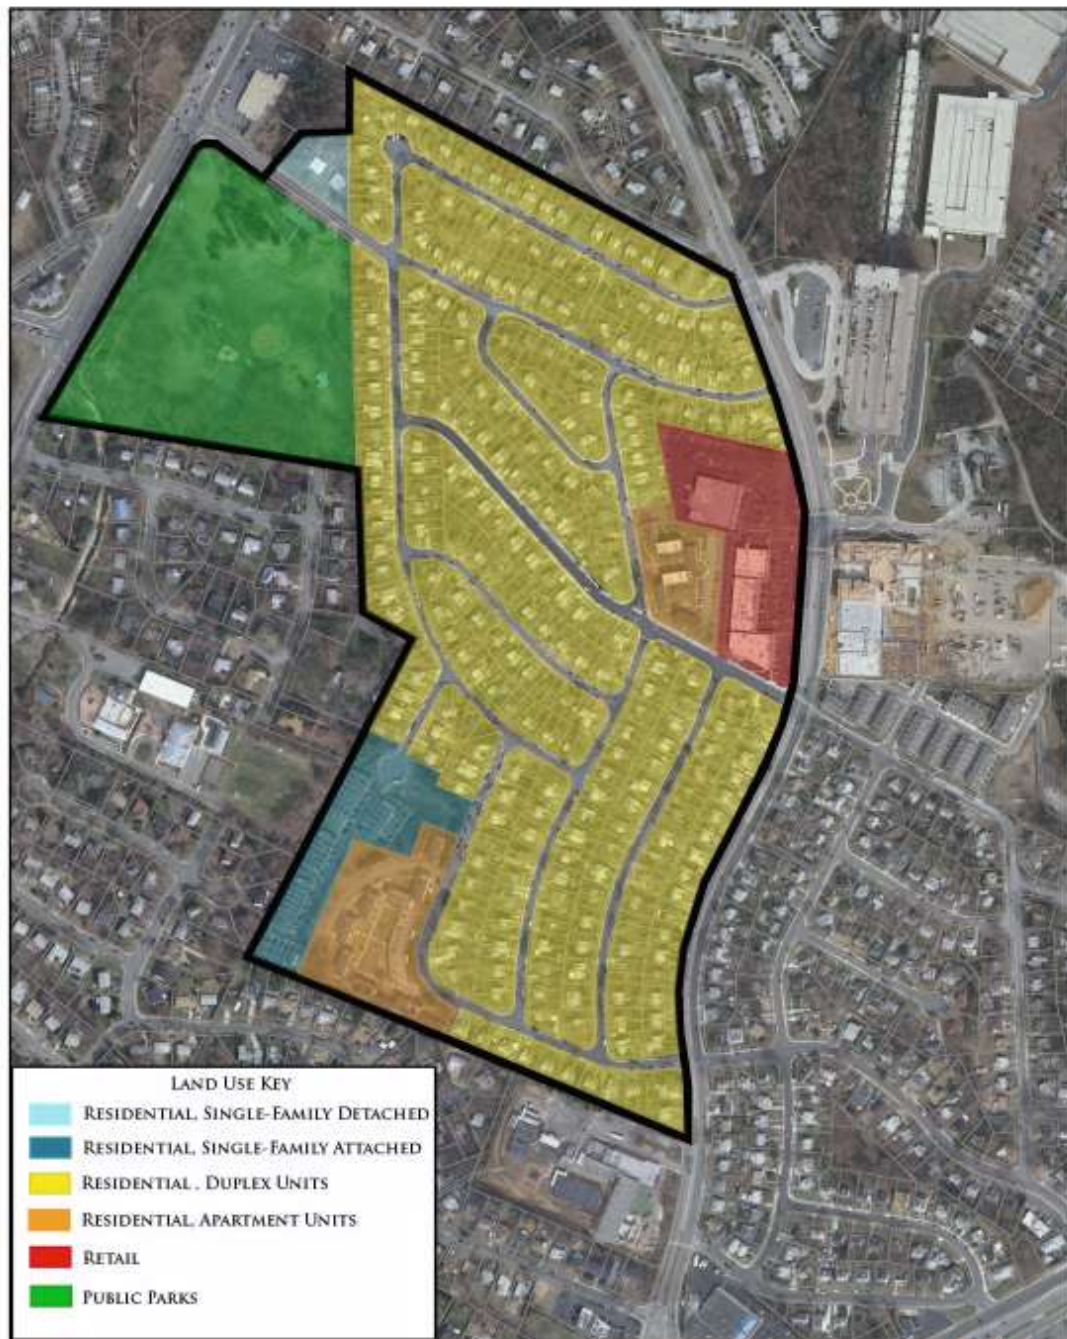 LAND USE KEY
RESIDENTIAL, SINGLE-FAMILY DETACHED
RESIDENTIAL, SINGLE-FAMILY ATTACHED
RESIDENTIAL , DUPLEX UNITS
RESIDENTIAL, APARTMENT UNITS
RETAIL
PUBLIC PARKS